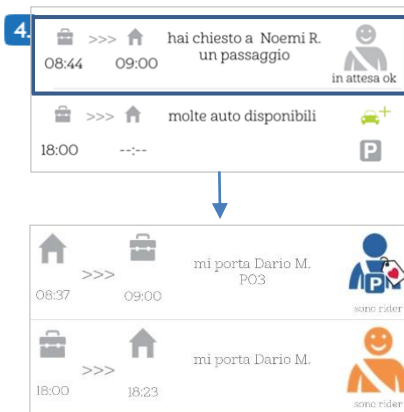 4.
>>> hai chiesto a Noemi R.
08:44 09:00 un passaggio
in attesa ok
>>> molte auto disponibili
18:00 --:-- P
>>> mi porta Dario M.
08:37 09:00 P03 P
sono rider
>>> mi porta Dario M.
18:00 18:23
sono rider